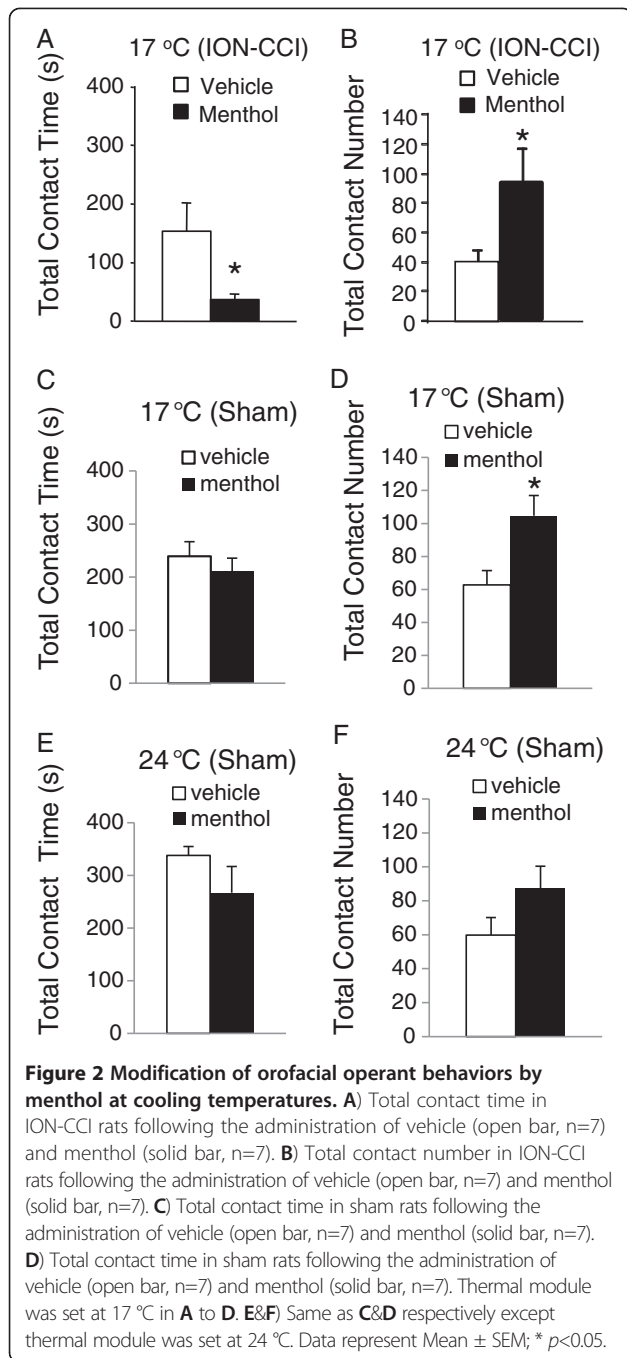 A
17 °C (ION-CCI)
Total Contact Time (s)
Vehicle
Menthol
400
300
200
100
0
*
B
17 °C (ION-CCI)
Total Contact Number
Vehicle
Menthol
140
120
100
80
60
40
20
0
*
C
17 °C (Sham)
Total Contact Time (s)
vehicle
menthol
400
300
200
100
0
D
17 °C (Sham)
Total Contact Number
vehicle
menthol
140
120
100
80
60
40
20
0
*
E
24 °C (Sham)
Total Contact Time (s)
vehicle
menthol
400
300
200
100
0
F
24 °C (Sham)
Total Contact Number
vehicle
menthol
140
120
100
80
60
40
20
0
Figure 2 Modification of orofacial operant behaviors by
menthol at cooling temperatures. A) Total contact time in
ION-CCI rats following the administration of vehicle (open bar, n=7)
and menthol (solid bar, n=7). B) Total contact number in ION-CCI
rats following the administration of vehicle (open bar, n=7) and menthol
(solid bar, n=7). C) Total contact time in sham rats following the
administration of vehicle (open bar, n=7) and menthol (solid bar, n=7).
D) Total contact time in sham rats following the administration of
vehicle (open bar, n=7) and menthol (solid bar, n=7). Thermal module
was set at 17 °C in A to D. E&F) Same as C&D respectively except
thermal module was set at 24 °C. Data represent Mean ± SEM; * p<0.05.